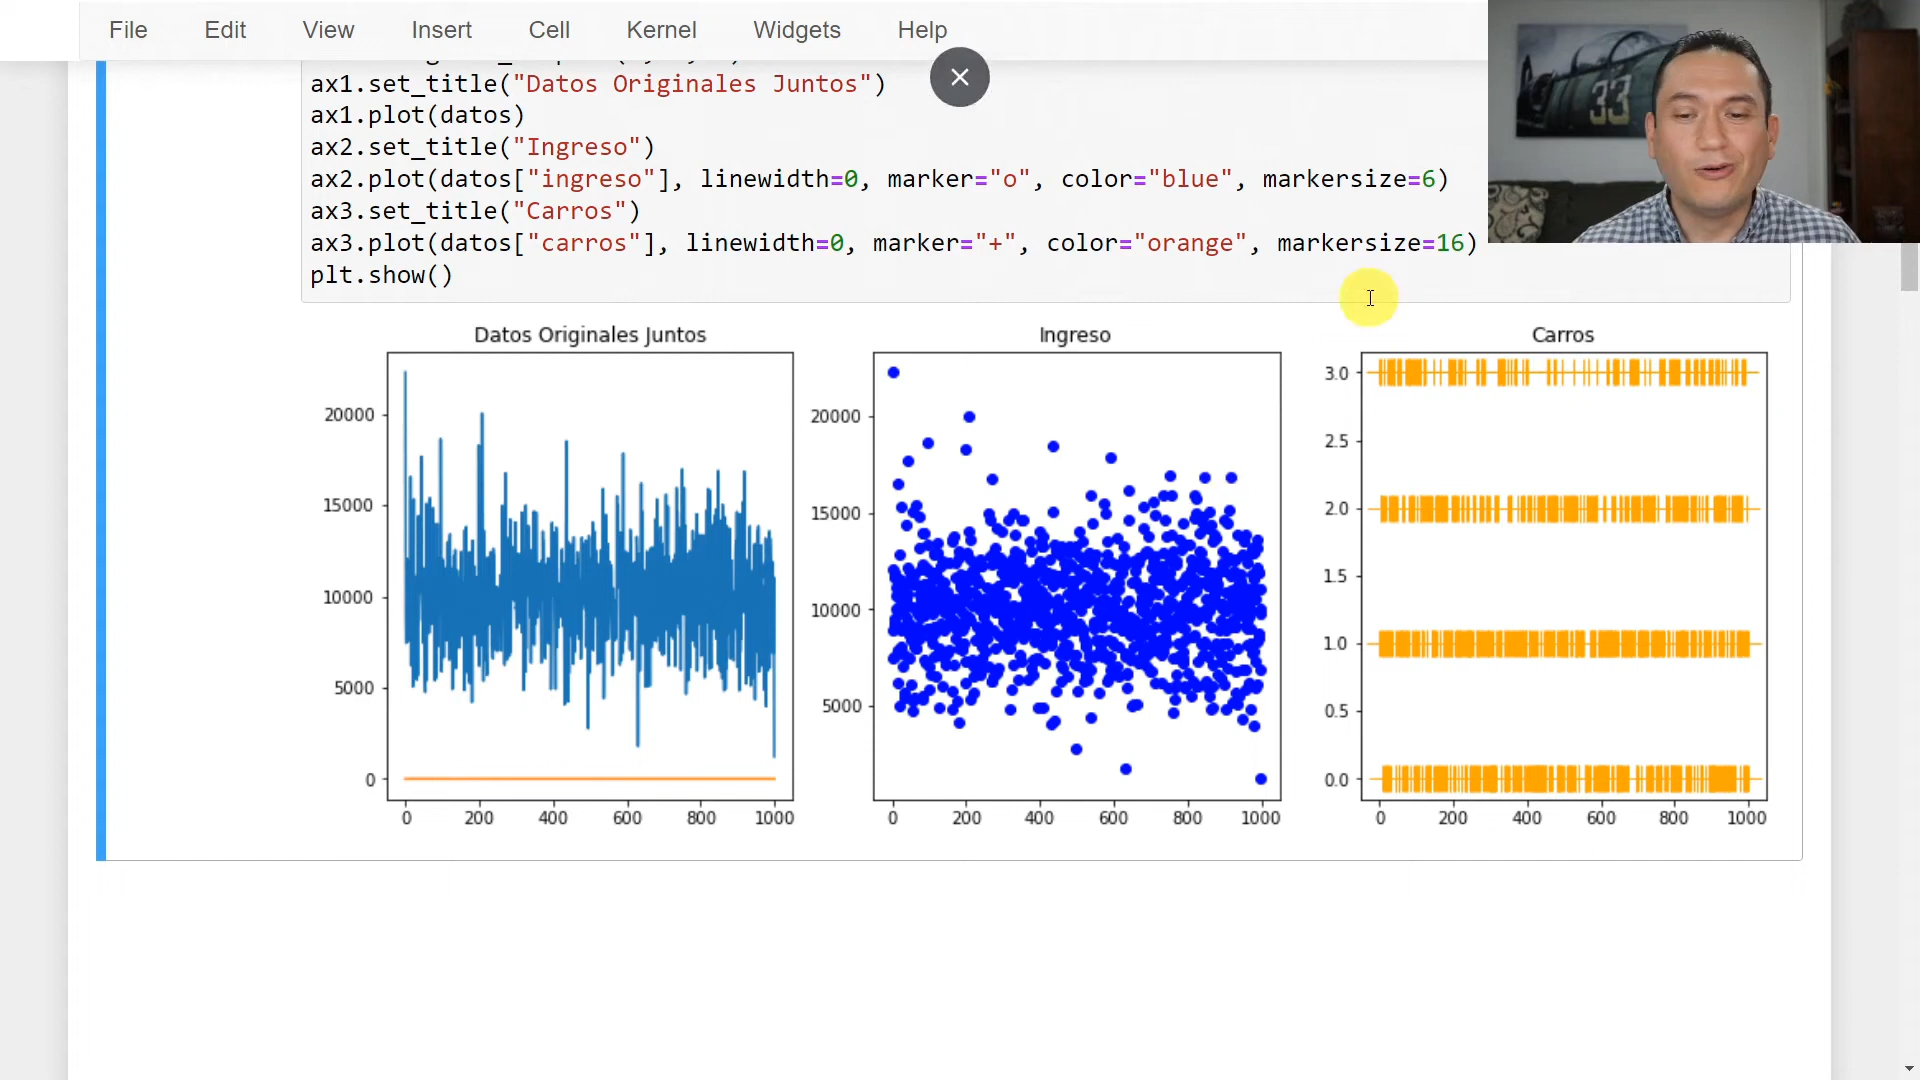 File Edit View Insert Cell Kernel Widgets Help
33
ax1.set_title("Datos Originales Juntos")
ax1.plot(datos)
ax2.set_title("Ingreso")
ax2.plot(datos["ingreso"], linewidth=0, marker="o", color="blue", markersize=6)
ax3.set_title("Carros")
ax3.plot(datos["carros"], linewidth=0, marker="+", color="orange", markersize=16)
plt.show()
Datos Originales Juntos
20000
15000
10000
5000
0
0 200 400 600 800 1000
Ingreso
20000
15000
10000
5000
0 200 400 600 800 1000
Carros
3.0
2.5
2.0
1.5
1.0
0.5
0.0
0 200 400 600 800 1000